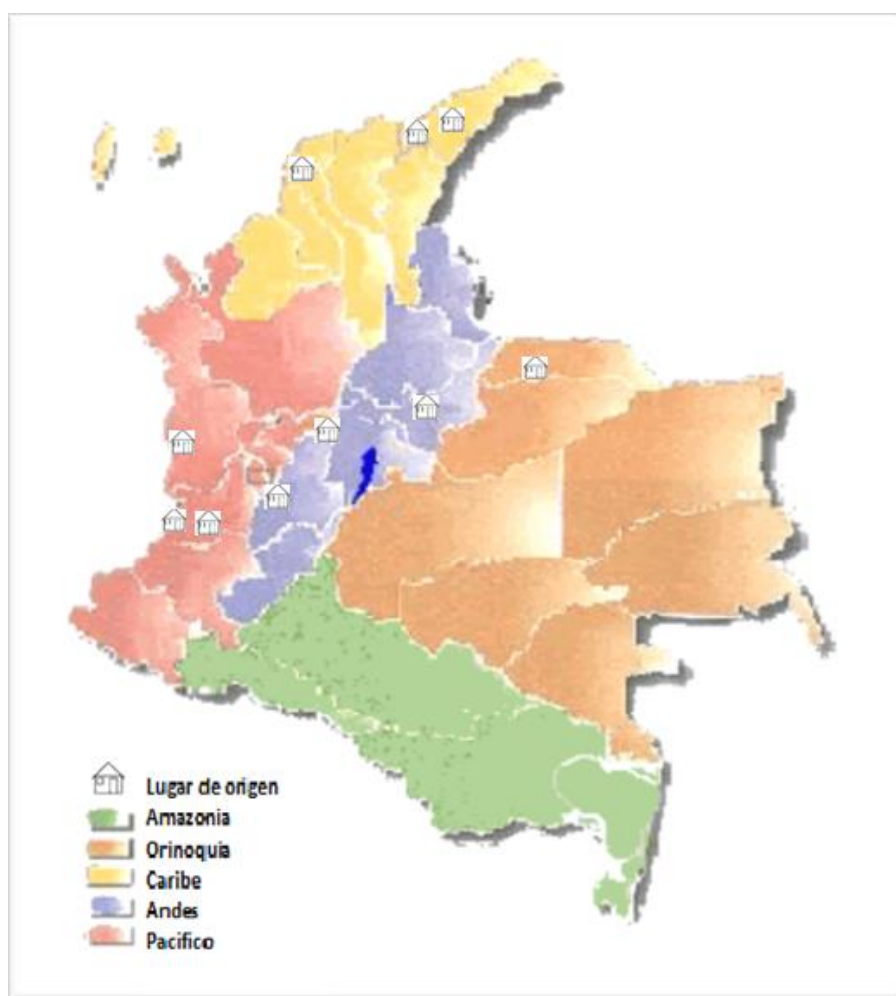 Lugar de origen
Amazonia
Orinoquia
Caribe
Andes
Pacifico